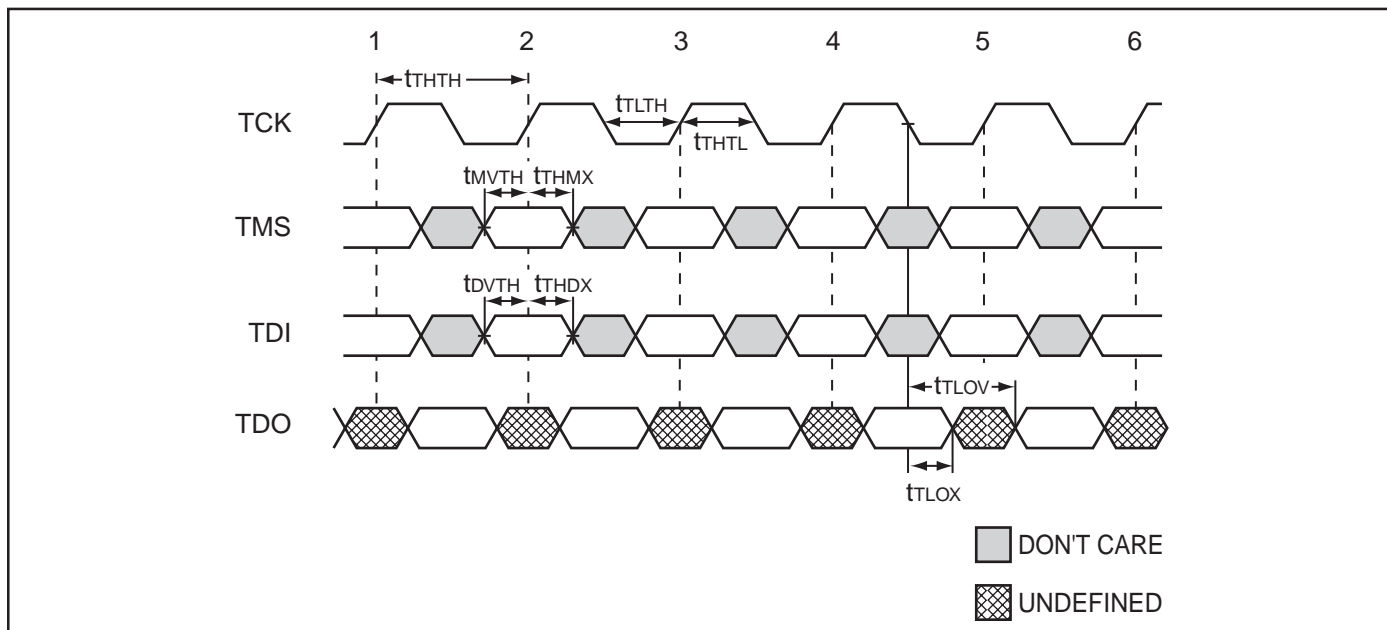 1 2 3 4 5 6
tTHTH
tTLTH
TCK
tTHTL
tMVTH tTHMX
TMS
tDVTH tTHDX
TDI
tTLOV
TDO
tTLOX
DON'T CARE
UNDEFINED